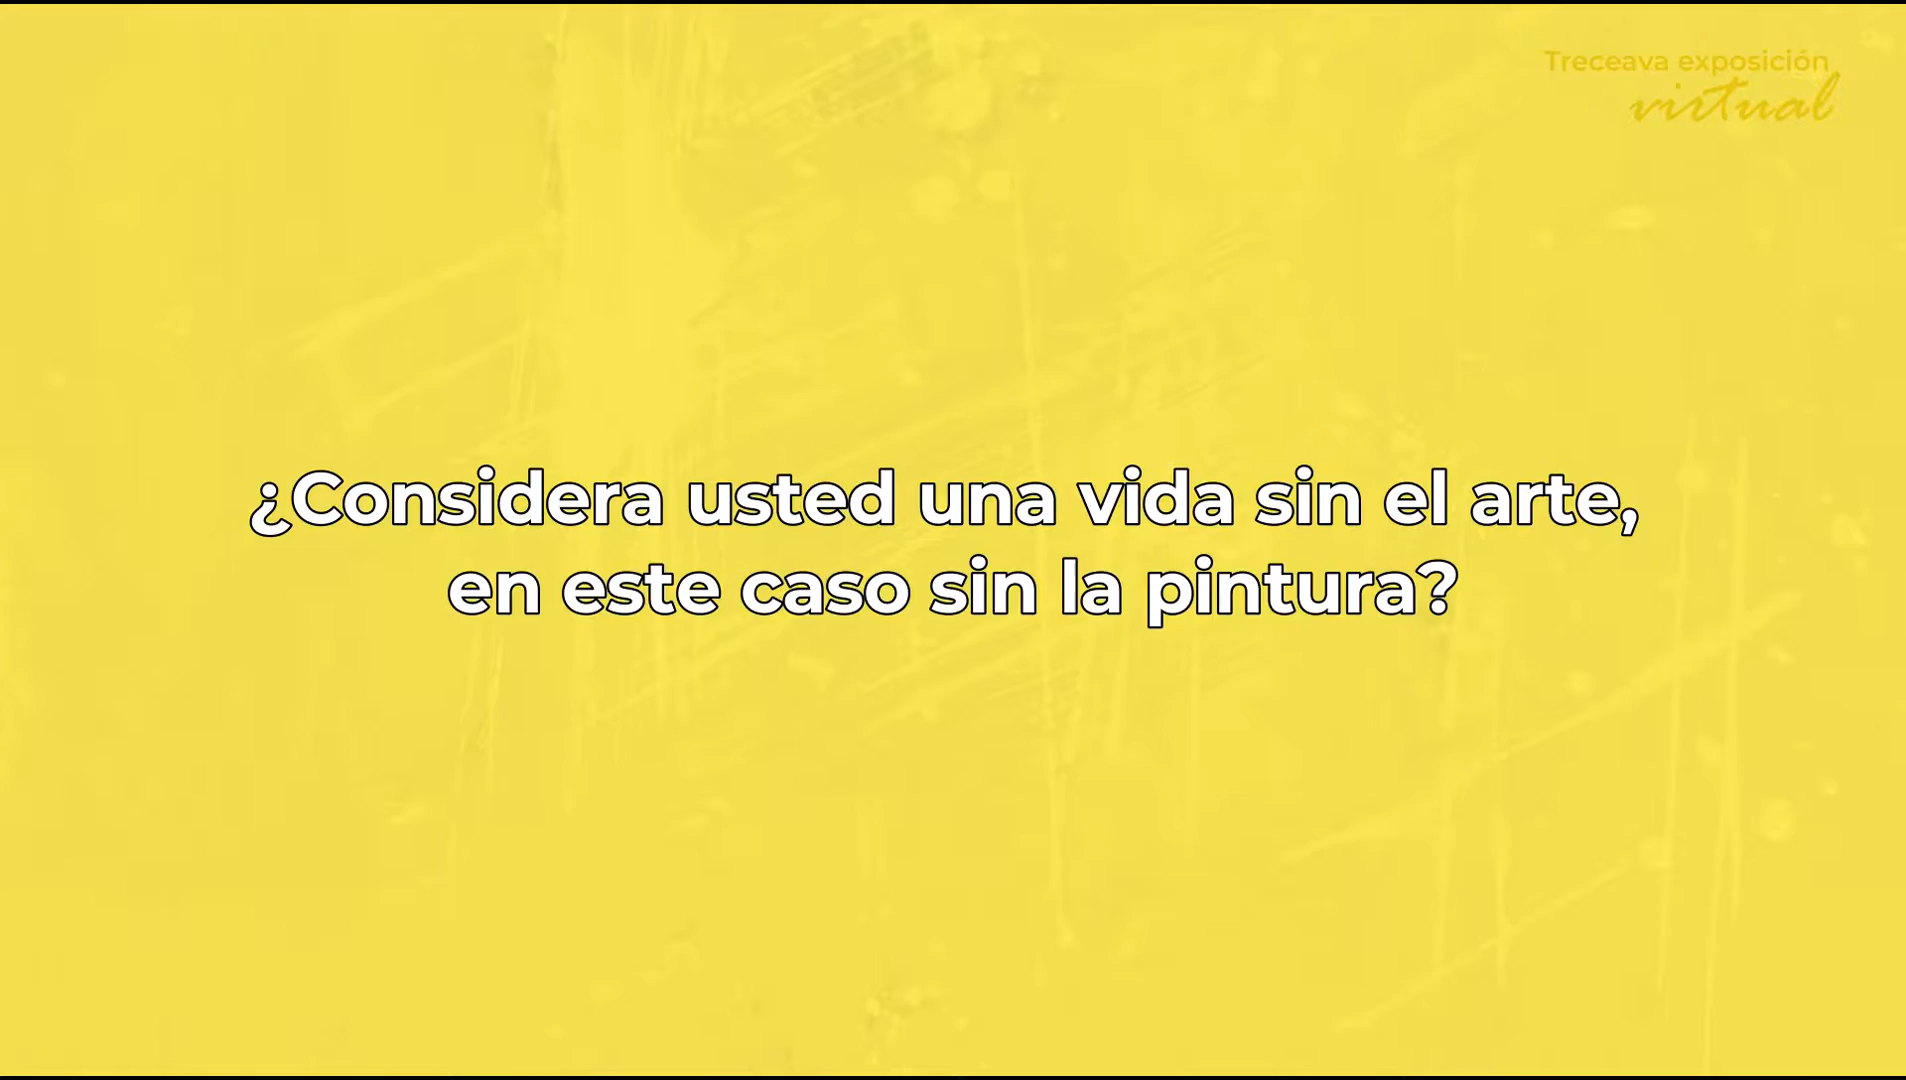 Treceava exposición
virtual
¿Considera usted una vida sin el arte,
en este caso sin la pintura?